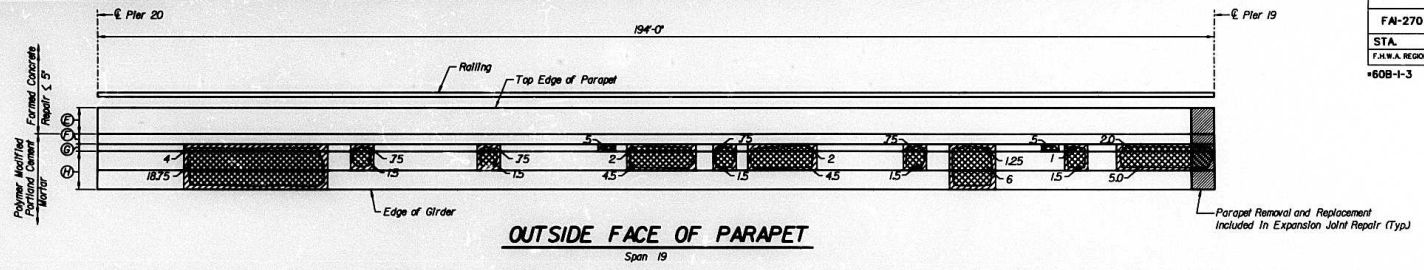 ℄ Pier 20
℄ Pier 19
194'-0"
FAI-270
STA.
F.H.W.A. REGIO
*60B-1-3
Railing
Top Edge of Parapet
Formed Concrete
Repair ≤ 5"
Polymer Modified
Portland Cement
Mortar
E
F
G
H
4
18.75
.75
1.5
.75
1.5
.5
2
4.5
.75
1.5
2
4.5
.75
1.5
1.25
6
.5
1
1.5
2.0
5.0
Edge of Girder
Parapet Removal and Replacement
Included In Expansion Joint Repair (Typ.)
OUTSIDE FACE OF PARAPET
Span 19